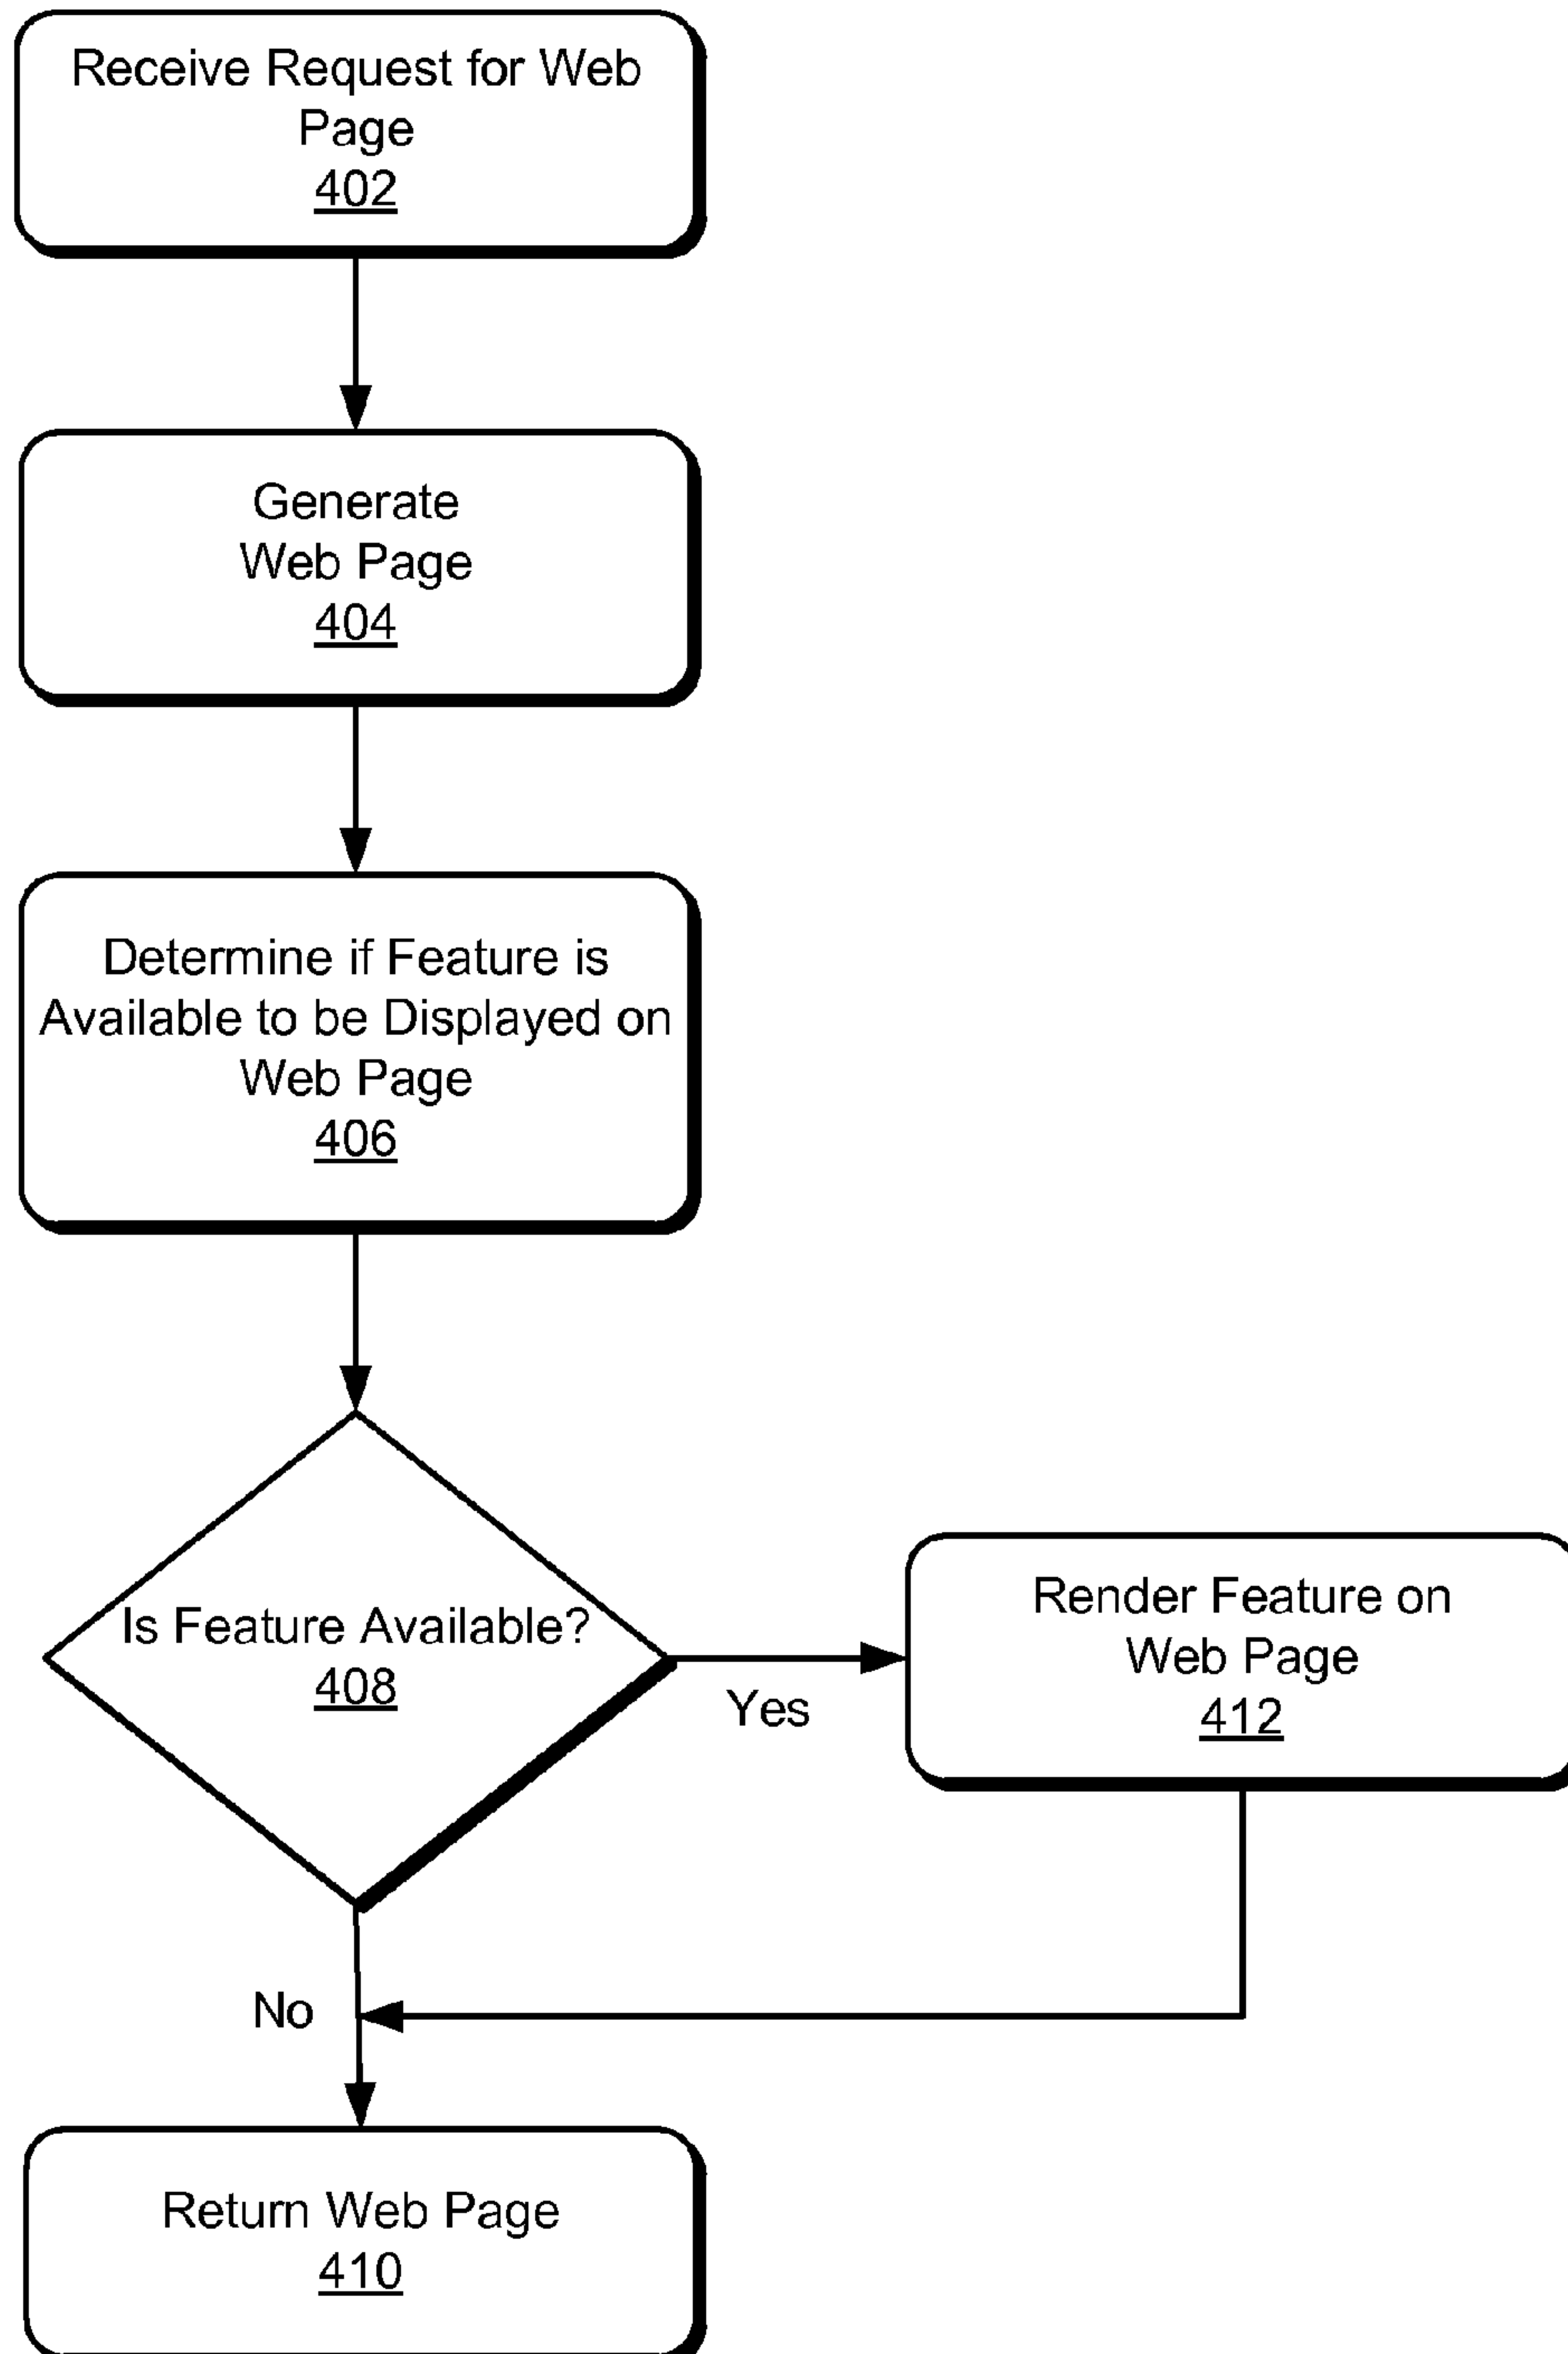 Receive Request for Web
Page
402
Generate
Web Page
404
Determine if Feature is
Available to be Displayed on
Web Page
406
Is Feature Available?
408
Yes
Render Feature on
Web Page
412
No
Return Web Page
410